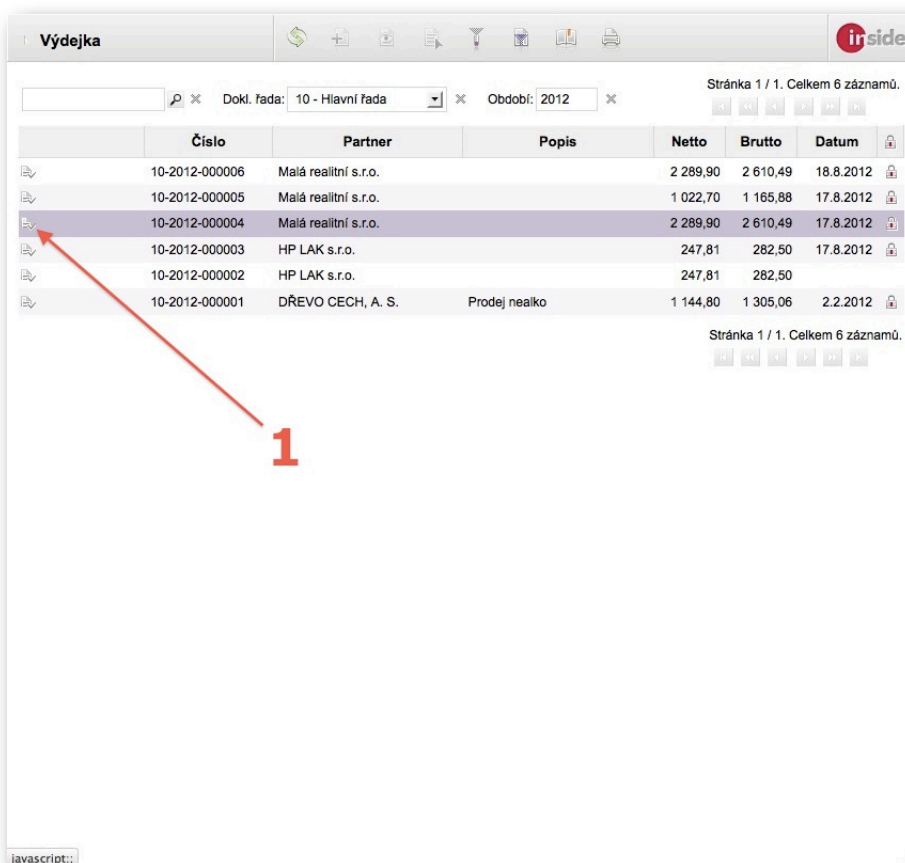 Výdejka
inside
Stránka 1 / 1. Celkem 6 záznamů.
Dokl. řada: 10 - Hlavní řada Období: 2012
Číslo Partner Popis Netto Brutto Datum
10-2012-000006 Malá realitní s.r.o. 2 289,90 2 610,49 18.8.2012
10-2012-000005 Malá realitní s.r.o. 1 022,70 1 165,88 17.8.2012
10-2012-000004 Malá realitní s.r.o. 2 289,90 2 610,49 17.8.2012
10-2012-000003 HP LAK s.r.o. 247,81 282,50 17.8.2012
10-2012-000002 HP LAK s.r.o. 247,81 282,50
10-2012-000001 DŘEVO CECH, A. S. Prodej nealko 1 144,80 1 305,06 2.2.2012
Stránka 1 / 1. Celkem 6 záznamů.
1
javascript:;